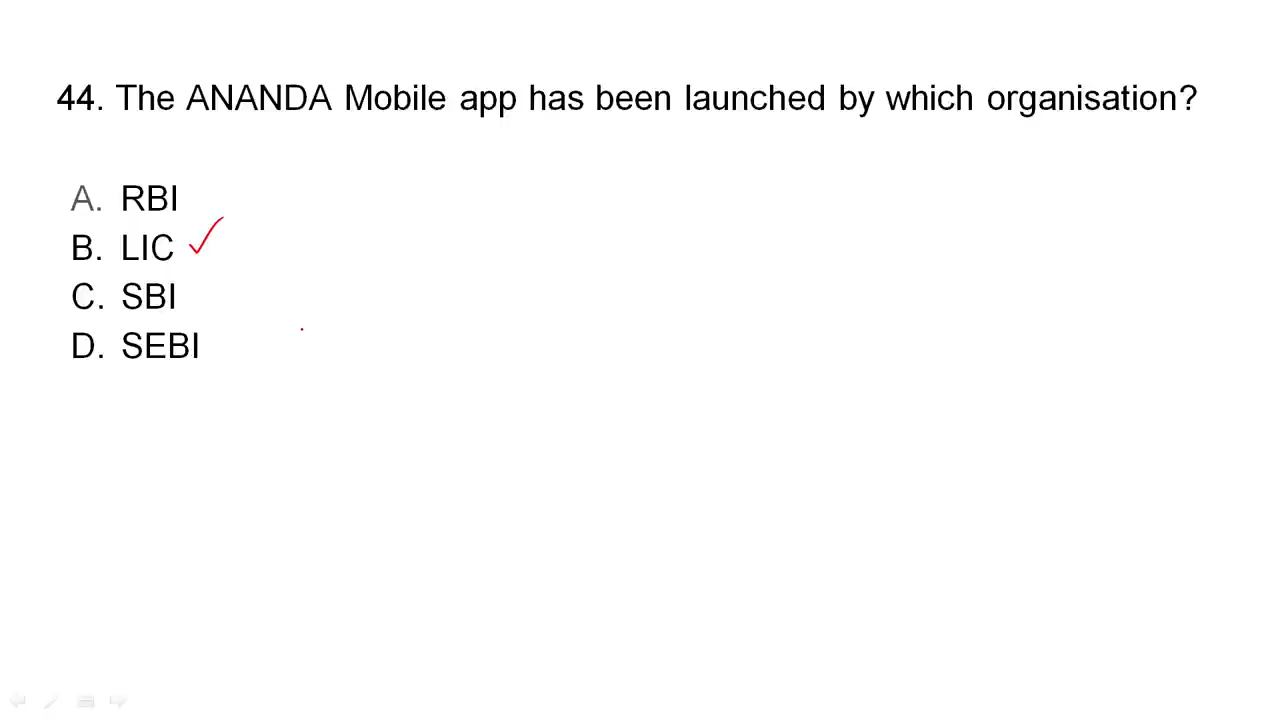 44. The ANANDA Mobile app has been launched by which organisation?
A. RBI
B. LIC
C. SBI
D. SEBI